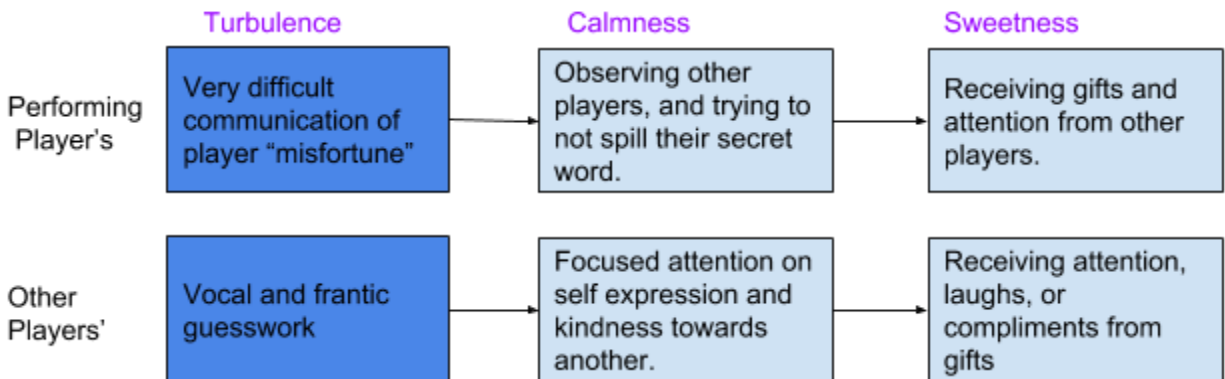 Turbulence
Calmness
Sweetness
Performing
Player's
Very difficult
communication of
player “misfortune”
Observing other
players, and trying to
not spill their secret
word.
Receiving gifts and
attention from other
players.
Other
Players’
Vocal and frantic
guesswork
Focused attention on
self expression and
kindness towards
another.
Receiving attention,
laughs, or
compliments from
gifts